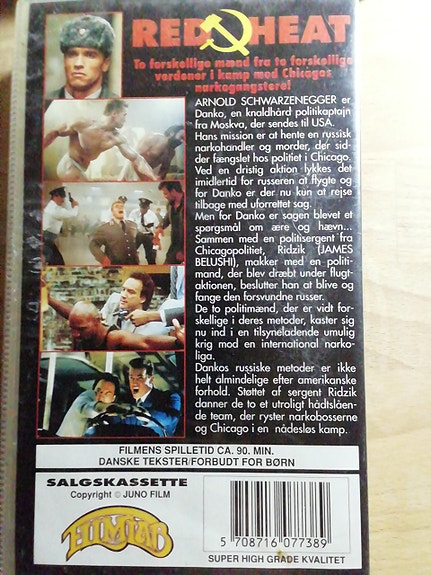 RED HEAT
To forskellige mænd fra to forskellige
verdener i kamp mod Chicagos
narkogangstere!
ARNOLD SCHWARZENEGGER er
Danko, en knaldhård politikaptajn
fra Moskva, der sendes til USA.
Hans mission er at hente en russisk
narkohandler og morder, der sid-
der fængslet hos politiet i Chicago.
Ved en dristig aktion lykkes det
imidlertid for russeren at flygte og
for Danko er der nu kun at rejse
tilbage med uforrettet sag.
Men for Danko er sagen blevet et
spørgsmål om ære og hævn...
Sammen med en politisergent fra
Chicagopolitiet, Ridzik (JAMES
BELUSHI), makker med en politi-
mand, der blev dræbt under flugt-
aktionen, beslutter han at blive og
fange den forsvundne russer.
De to politimænd, der er vidt for-
skellige i deres metoder, kaster sig
nu ind i en tilsyneladende umulig
krig mod en international narko-
liga.
Dankos russiske metoder er ikke
helt almindelige efter amerikanske
forhold. Støttet af sergent Ridzik
danner de to et utroligt hådtslåen-
de team, der ryster narkobosserne
og Chicago i en nådesløs kamp.
FILMENS SPILLETID CA. 90. MIN.
DANSKE TEKSTER/FORBUDT FOR BØRN
SALGSKASSETTE
Copyright © JUNO FILM
FILMLAB
5 708716 077389
SUPER HIGH GRADE KVALITET